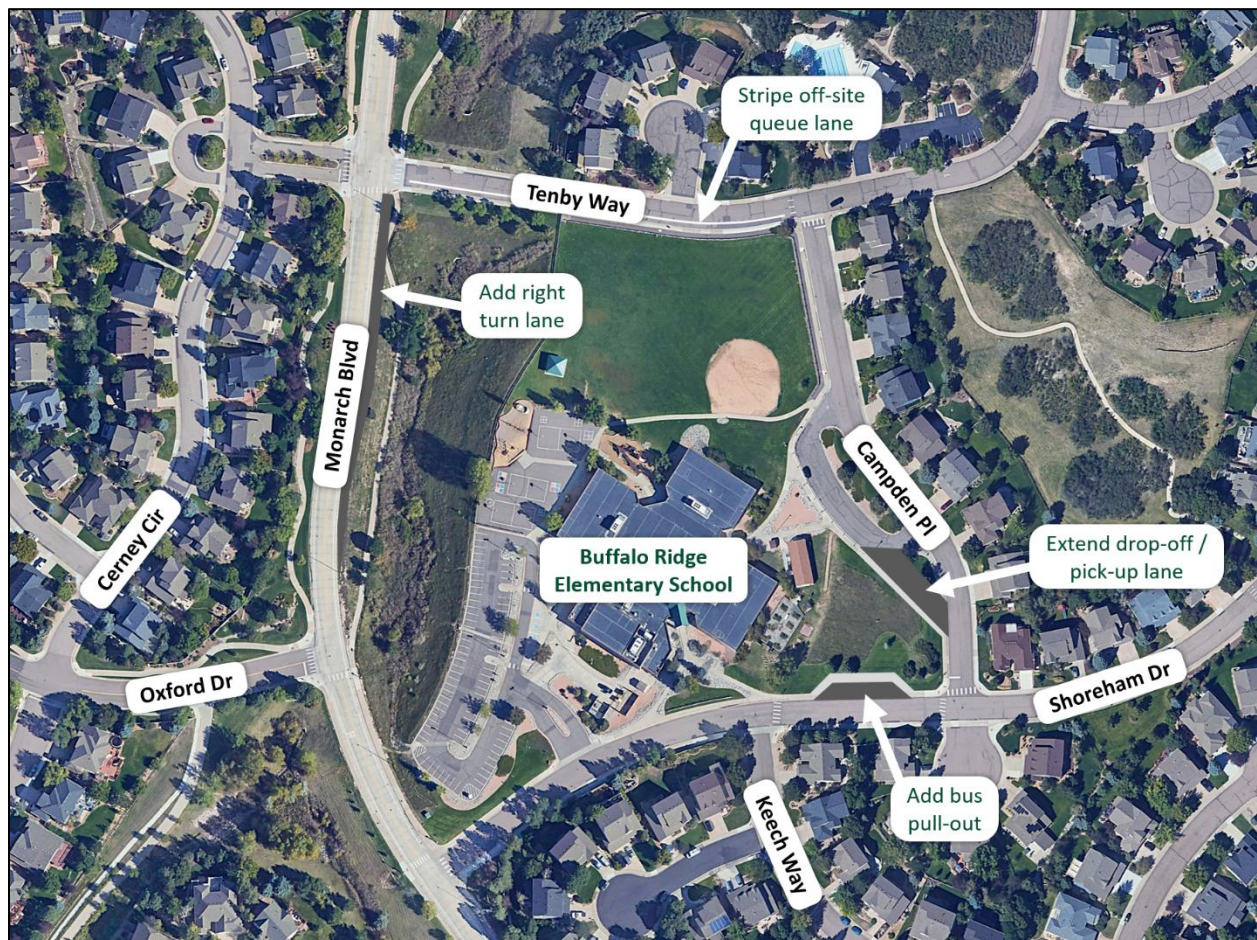 Stripe off-site
queue lane
Tenby Way
Add right
turn lane
Monarch Blvd
Campden Pl
Cerney Cir
Buffalo Ridge
Elementary School
Extend drop-off /
pick-up lane
Oxford Dr
Shoreham Dr
Add bus
pull-out
Keech Way